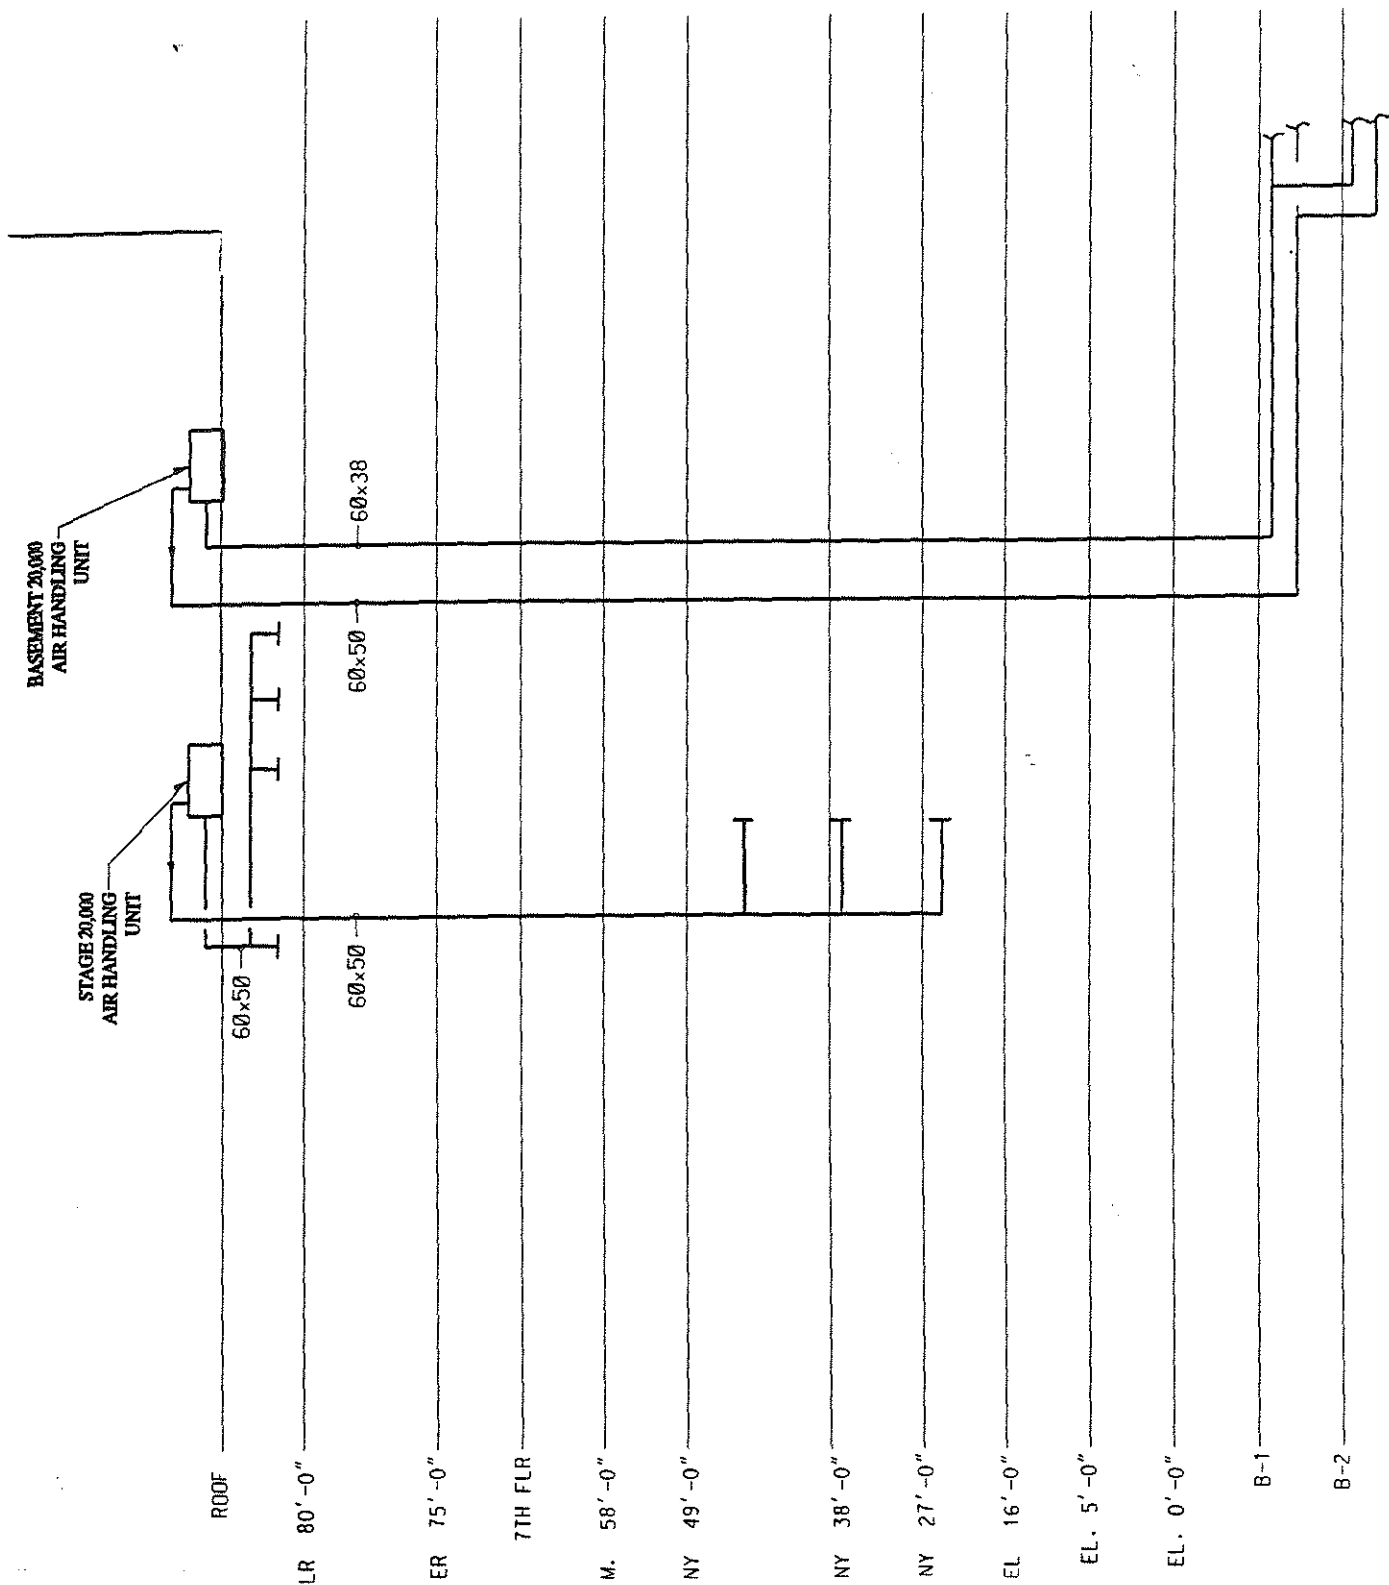 BASEMENT 20,000
AIR HANDLING
UNIT
STAGE 20,000
AIR HANDLING
UNIT
60x38
60x50
60x50
60x50
ROOF
LR 80'-0"
ER 75'-0"
7TH FLR
M. 58'-0"
NY 49'-0"
NY 38'-0"
NY 27'-0"
EL 16'-0"
EL. 5'-0"
EL. 0'-0"
B-1
B-2